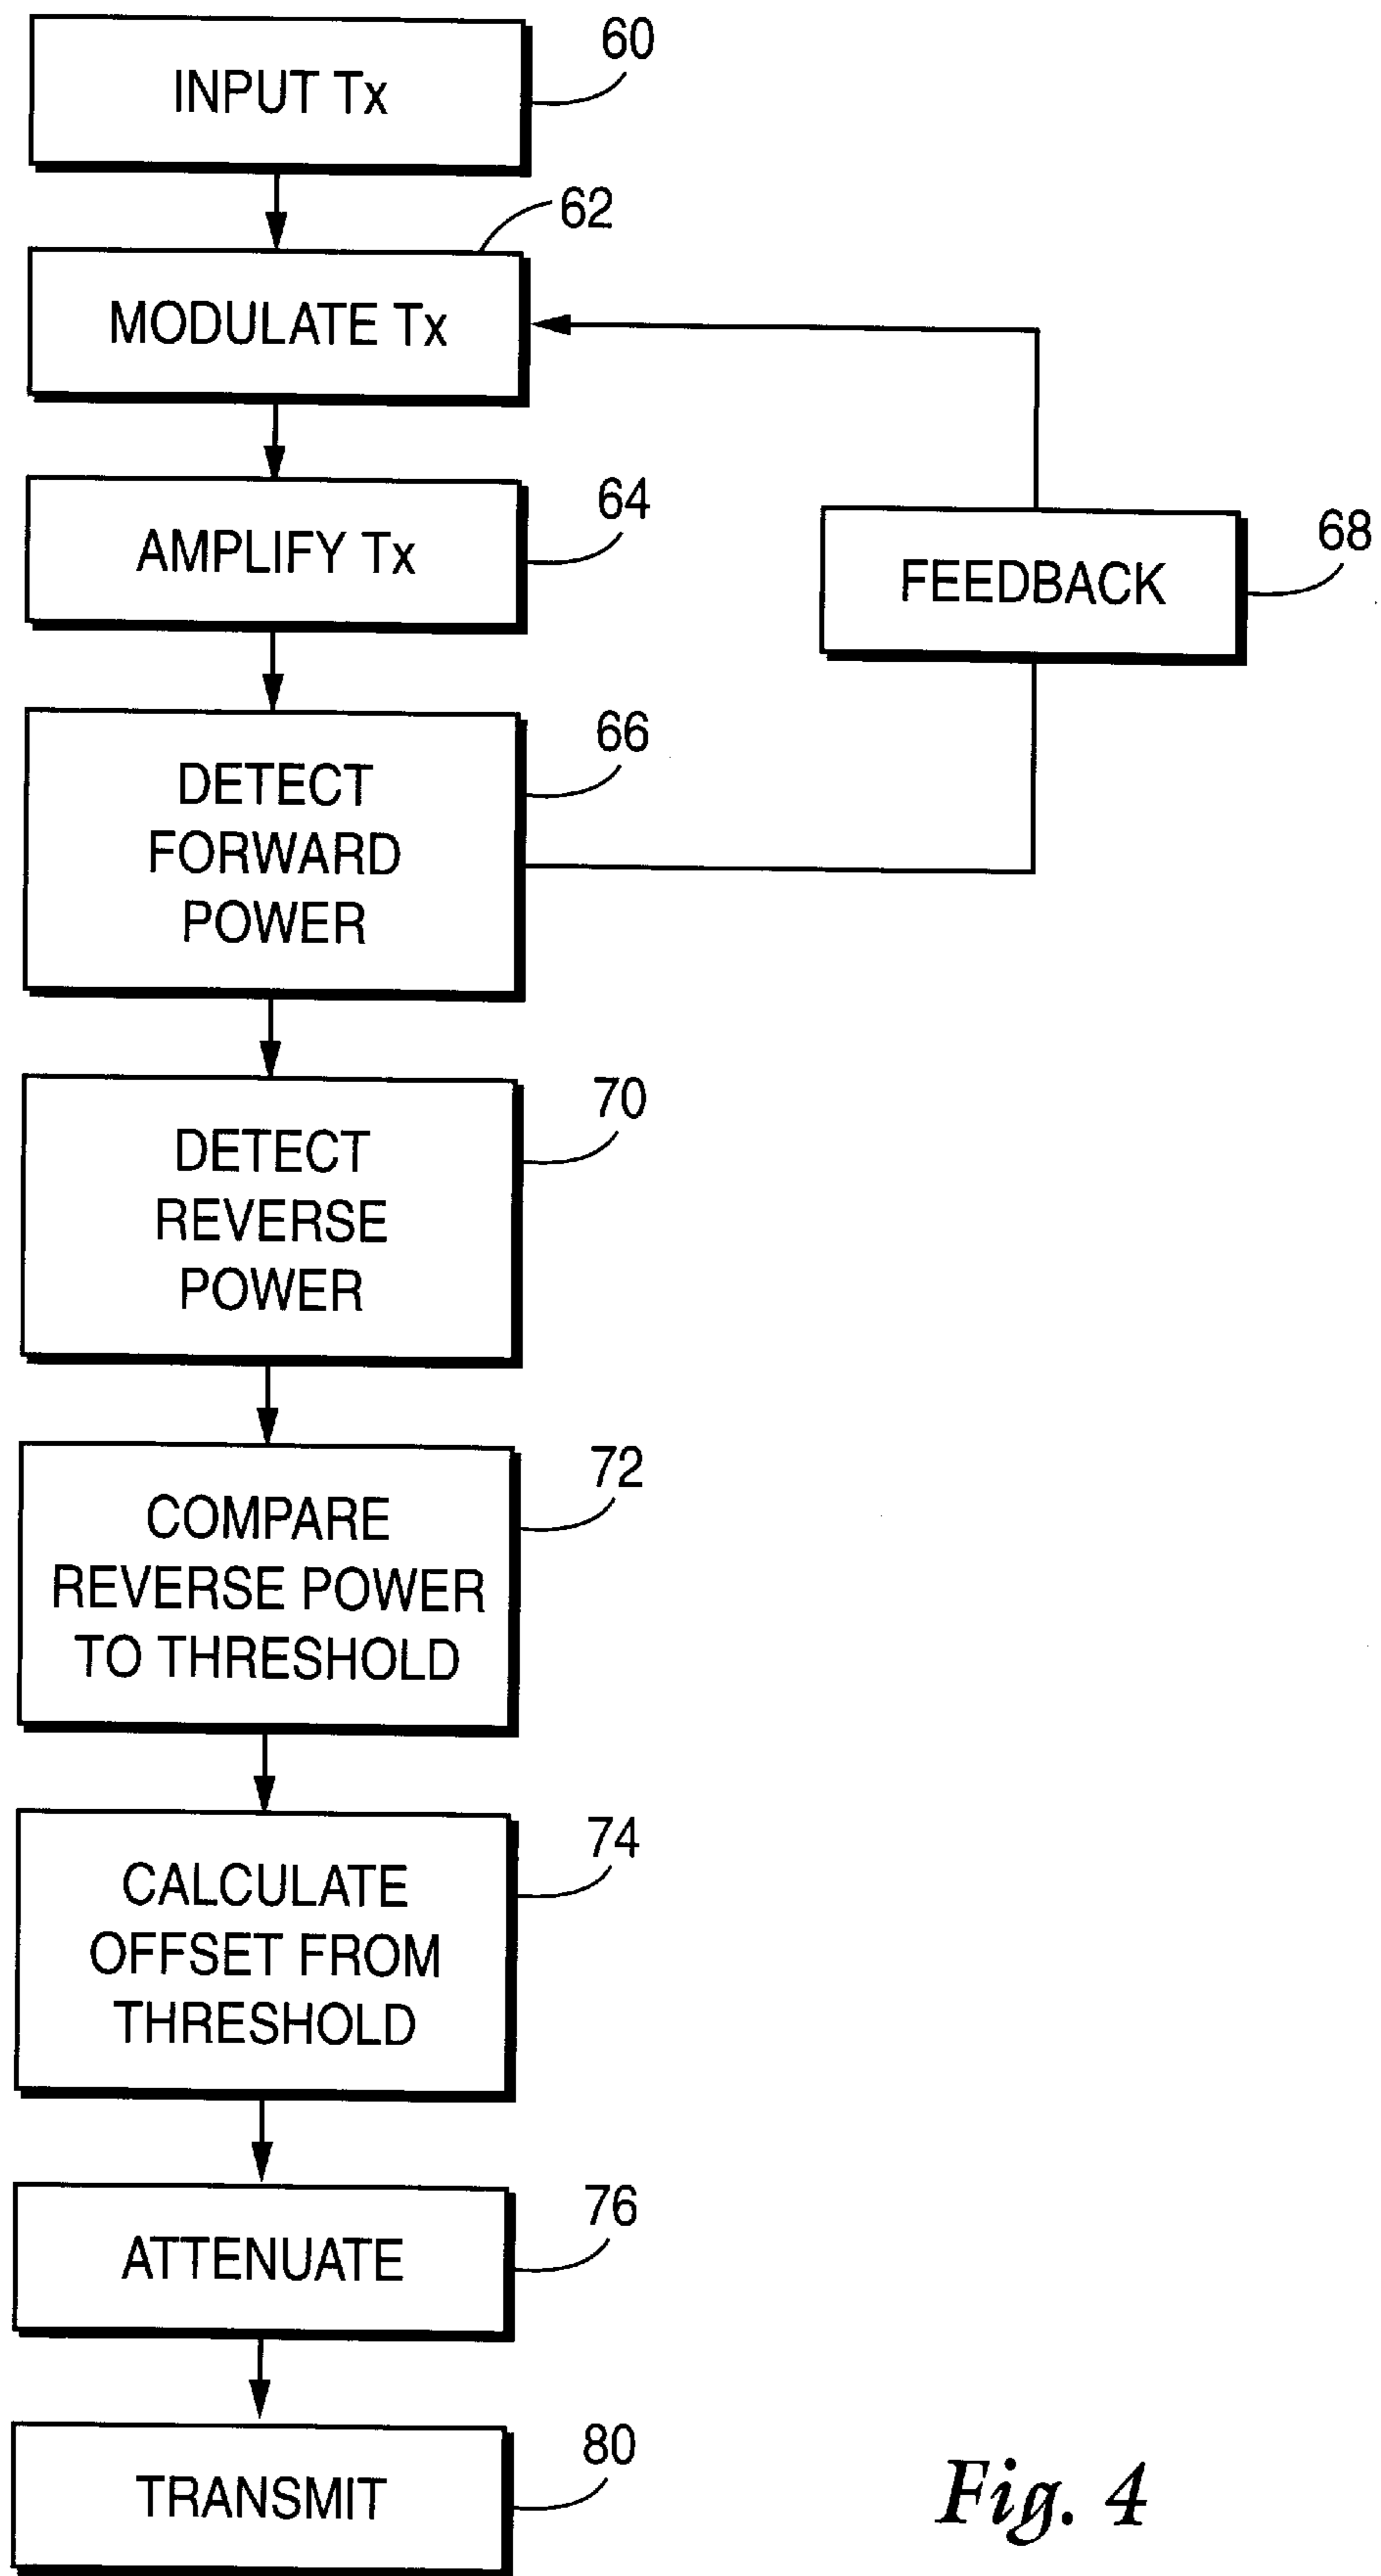 INPUT Tx
60
62
MODULATE Tx
64
AMPLIFY Tx
68
FEEDBACK
66
DETECT
FORWARD
POWER
70
DETECT
REVERSE
POWER
72
COMPARE
REVERSE POWER
TO THRESHOLD
74
CALCULATE
OFFSET FROM
THRESHOLD
76
ATTENUATE
80
TRANSMIT
Fig. 4